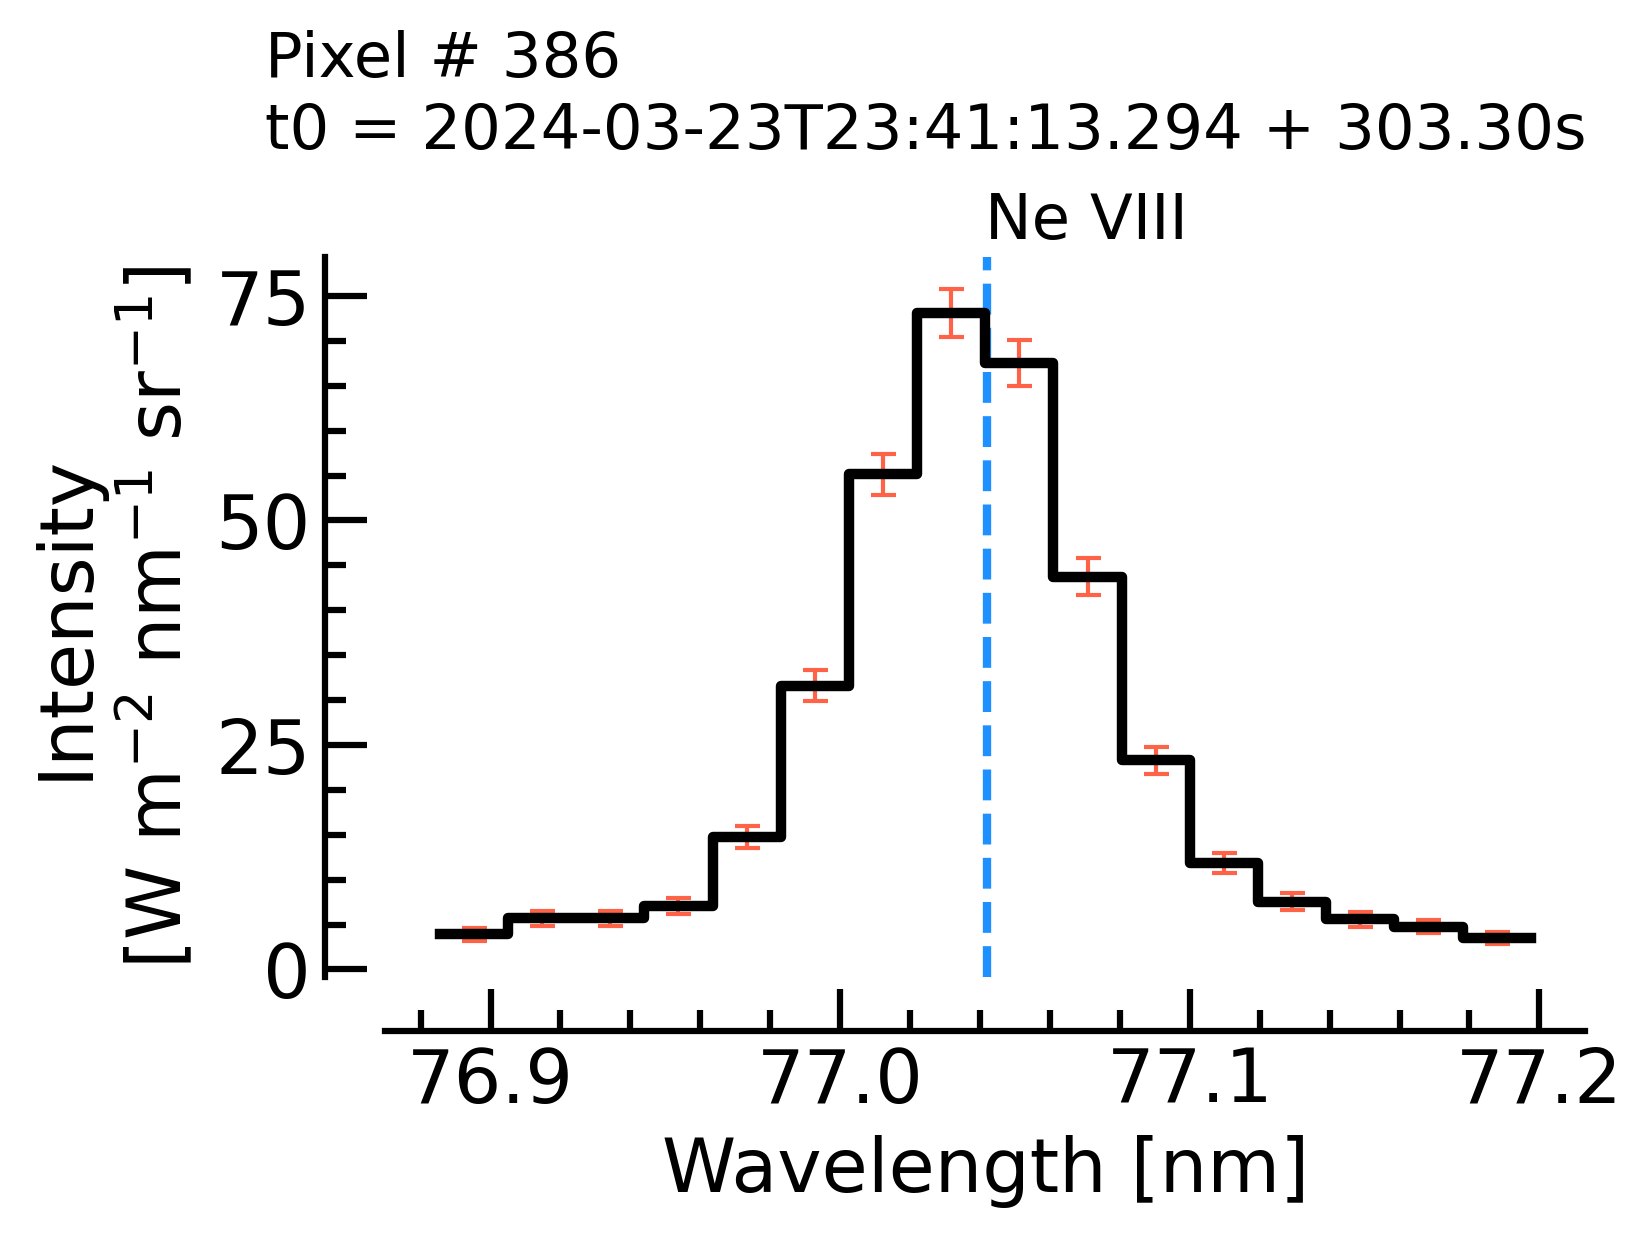 Pixel # 386
t0 = 2024-03-23T23:41:13.294 + 303.30s
Ne VIII
Intensity
[W m⁻² nm⁻¹ sr⁻¹]
75
50
25
0
76.9 77.0 77.1 77.2
Wavelength [nm]